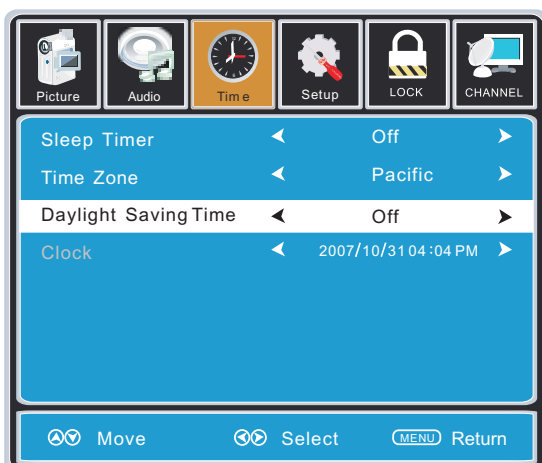 Picture Audio Time Setup LOCK CHANNEL
Sleep Timer Off
Time Zone Pacific
Daylight Saving Time Off
Clock 2007/10/31 04:04 PM
Move Select MENU Return